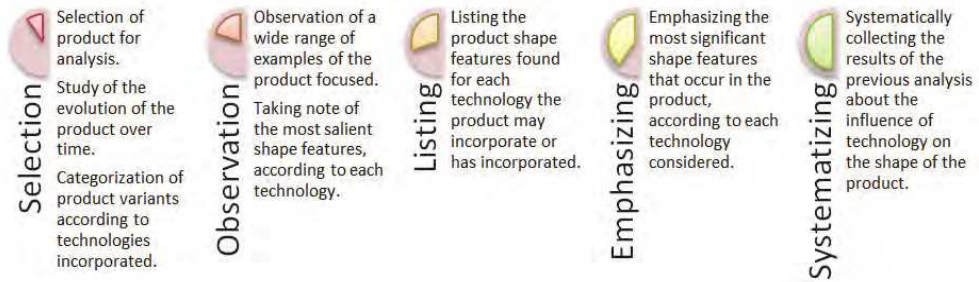 Selection
Selection of
product for
analysis.
Study of the
evolution of the
product over
time.
Categorization of
product variants
according to
technologies
incorporated.
Observation
Observation of a
wide range of
examples of the
product focused.
Taking note of
the most salient
shape features,
according to each
technology.
Listing
Listing the
product shape
features found
for each
technology the
product may
incorporate or
has incorporated.
Emphasizing
Emphasizing the
most significant
shape features
that occur in the
product,
according to each
technology
considered.
Systematizing
Systematically
collecting the
results of the
previous analysis
about the
influence of
technology on
the shape of the
product.